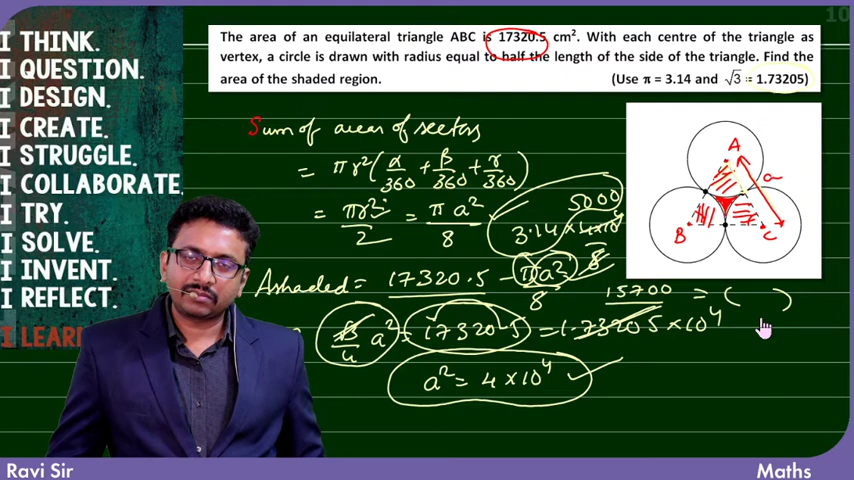 10
I THINK.
I QUESTION.
I DESIGN.
I CREATE.
I STRUGGLE.
I COLLABORATE.
I TRY.
I SOLVE.
I INVENT.
I REFLECT.
I LEAR
The area of an equilateral triangle ABC is 17320.5 cm². With each centre of the triangle as
vertex, a circle is drawn with radius equal to half the length of the side of the triangle. Find the
area of the shaded region. (Use π = 3.14 and √3 = 1.73205)
Sum of area of sectors
= πr²(α/360 + β/360 + γ/360)
= πr²/2 = πa²/8
5000
3.14×4×10⁴
8
Ashaded = 17320.5 - πa²/8
15700 = ( )
√3/4 a² = 17320.5 = 1.73205×10⁴
a² = 4×10⁴
A
a
B
C
Ravi Sir
Maths